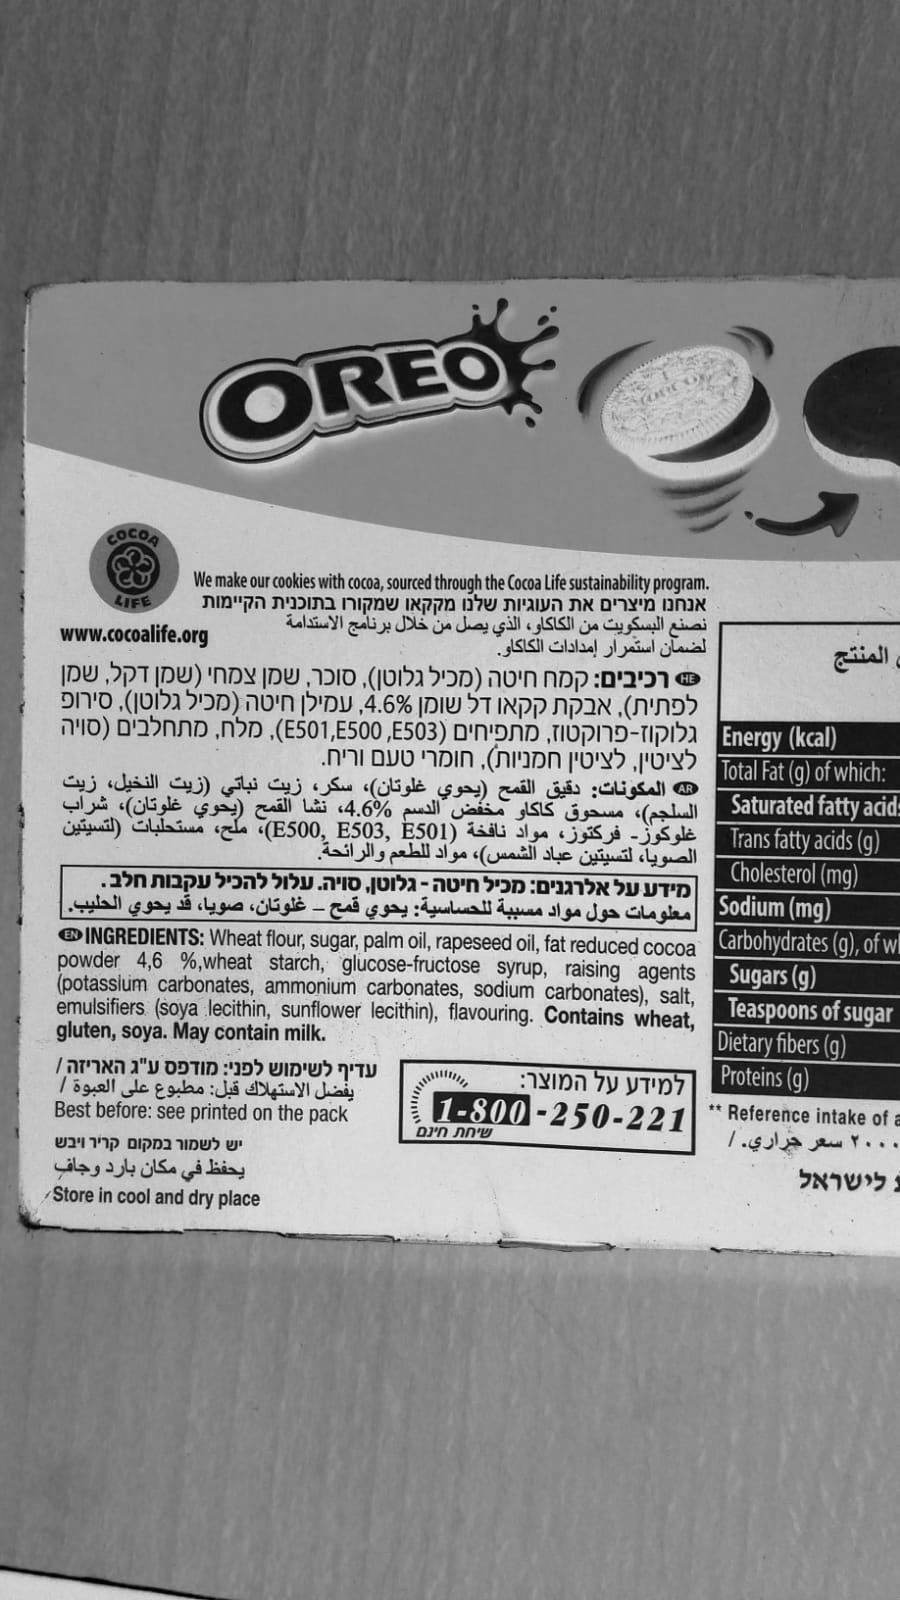 OREO
COCOA
LIFE
We make our cookies with cocoa, sourced through the Cocoa Life sustainability program.
אנחנו מיצרים את העוגיות שלנו מקקאו שמקורו בתוכנית הקיימות
www.cocoalife.org
نصنع البسكويت من الكاكاو، الذي يصل من خلال برنامج الاستدامة
لضمان استمرار إمدادات الكاكاو.
HE רכיבים: קמח חיטה (מכיל גלוטן), סוכר, שמן צמחי (שמן דקל, שמן
לפתית), אבקת קקאו דל שומן 4.6%, עמילן חיטה (מכיל גלוטן), סירופ
גלוקוז-פרוקטוז, מתפיחים (E501,E500 ,E503), מלח, מתחלבים (סויה
לציטין, לציטין חמניות), חומרי טעם וריח.
AR المكونات: دقيق القمح (يحوي غلوتان)، سكر، زيت نباتي (زيت النخيل، زيت
السلجم)، مسحوق كاكاو مخفض الدسم 4.6%، نشا القمح (يحوي غلوتان)، شراب
غلوكوز- فركتوز، مواد نافخة (E500, E503, E501)، ملح، مستحلبات (لتسيتين
الصويا، لتسيتين عباد الشمس)، مواد للطعم والرائحة.
מידע על אלרגנים: מכיל חיטה - גלוטן, סויה. עלול להכיל עקבות חלב.
معلومات حول مواد مسببة للحساسية: يحوي قمح – غلوتان، صويا، قد يحوي الحليب.
EN INGREDIENTS: Wheat flour, sugar, palm oil, rapeseed oil, fat reduced cocoa
powder 4,6 %,wheat starch, glucose-fructose syrup, raising agents
(potassium carbonates, ammonium carbonates, sodium carbonates), salt,
emulsifiers (soya lecithin, sunflower lecithin), flavouring. Contains wheat,
gluten, soya. May contain milk.
עדיף לשימוש לפני: מודפס ע"ג האריזה /
يفضل الاستهلاك قبل: مطبوع على العبوة /
Best before: see printed on the pack
יש לשמור במקום קריר ויבש
يحفظ في مكان بارد وجاف
Store in cool and dry place
למידע על המוצר:
1-800-250-221
שיחת חינם
المنتج
Energy (kcal)
Total Fat (g) of which:
Saturated fatty acids
Trans fatty acids (g)
Cholesterol (mg)
Sodium (mg)
Carbohydrates (g), of
Sugars (g)
Teaspoons of sugar
Dietary fibers (g)
Proteins (g)
** Reference intake of
٢٠٠٠ سعر حراري. /
לישראל